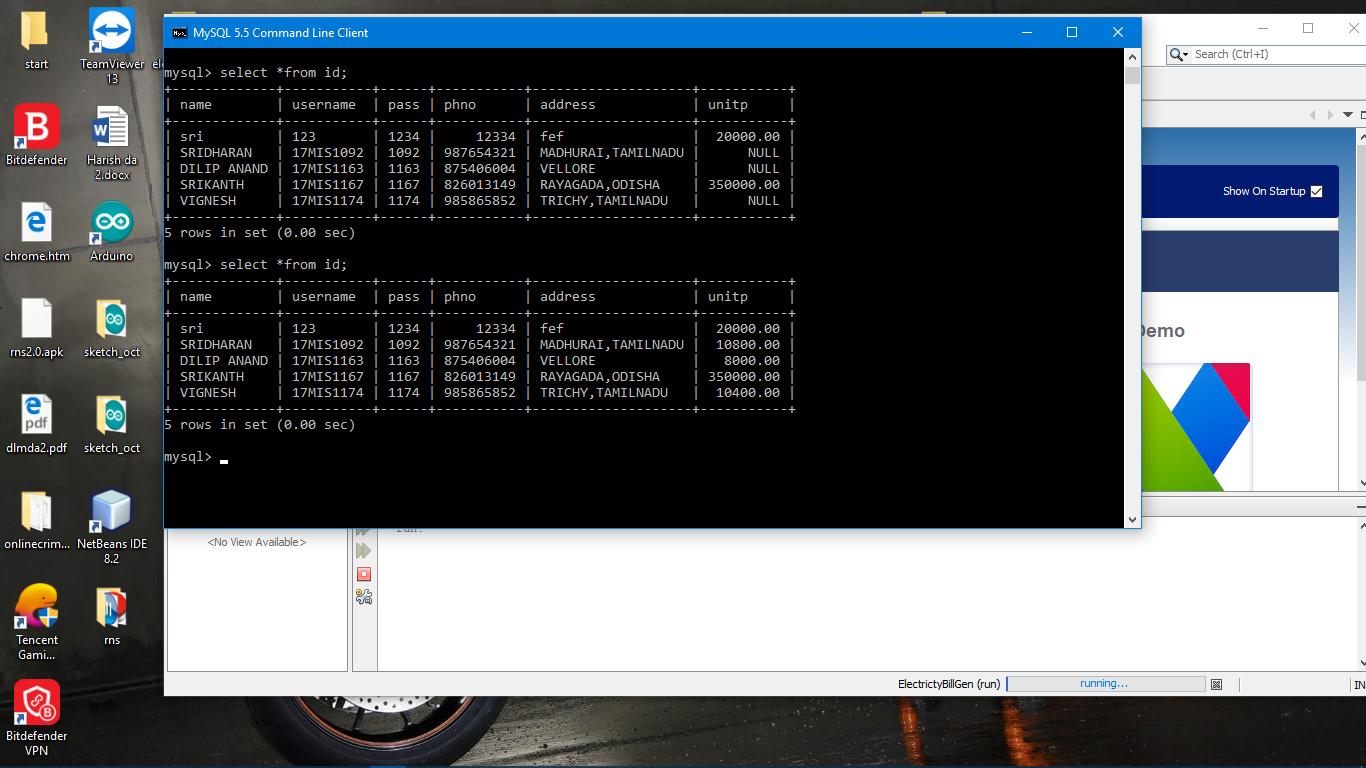 start
TeamViewer
13
ele
Bitdefender
Harish da
2.docx
chrome.htm
Arduino
rns2.0.apk
sketch_oct
pdf
dlmda2.pdf
sketch_oct
onlinecrim...
NetBeans IDE
8.2
Tencent
Gami...
rns
Bitdefender
VPN
MySQL 5.5 Command Line Client
mysql> select *from id;
+-------------+-----------+------+-----------+--------------------+-----------+
| name        | username  | pass | phno      | address            | unitp     |
+-------------+-----------+------+-----------+--------------------+-----------+
| sri         | 123       | 1234 |     12334 | fef                |  20000.00 |
| SRIDHARAN   | 17MIS1092 | 1092 | 987654321 | MADHURAI,TAMILNADU |      NULL |
| DILIP ANAND | 17MIS1163 | 1163 | 875406004 | VELLORE            |      NULL |
| SRIKANTH    | 17MIS1167 | 1167 | 826013149 | RAYAGADA,ODISHA    | 350000.00 |
| VIGNESH     | 17MIS1174 | 1174 | 985865852 | TRICHY,TAMILNADU   |      NULL |
+-------------+-----------+------+-----------+--------------------+-----------+
5 rows in set (0.00 sec)
mysql> select *from id;
+-------------+-----------+------+-----------+--------------------+-----------+
| name        | username  | pass | phno      | address            | unitp     |
+-------------+-----------+------+-----------+--------------------+-----------+
| sri         | 123       | 1234 |     12334 | fef                |  20000.00 |
| SRIDHARAN   | 17MIS1092 | 1092 | 987654321 | MADHURAI,TAMILNADU |  10800.00 |
| DILIP ANAND | 17MIS1163 | 1163 | 875406004 | VELLORE            |   8000.00 |
| SRIKANTH    | 17MIS1167 | 1167 | 826013149 | RAYAGADA,ODISHA    | 350000.00 |
| VIGNESH     | 17MIS1174 | 1174 | 985865852 | TRICHY,TAMILNADU   |  10400.00 |
+-------------+-----------+------+-----------+--------------------+-----------+
5 rows in set (0.00 sec)
mysql>
Search (Ctrl+I)
Show On Startup
Demo
<No View Available>
ElectrictyBillGen (run)
running...
IN